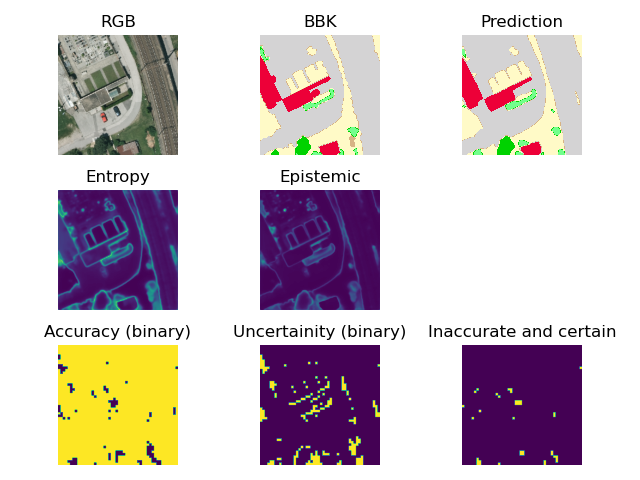 RGB
BBK
Prediction
Entropy
Epistemic
Accuracy (binary)
Uncertainity (binary)
Inaccurate and certain